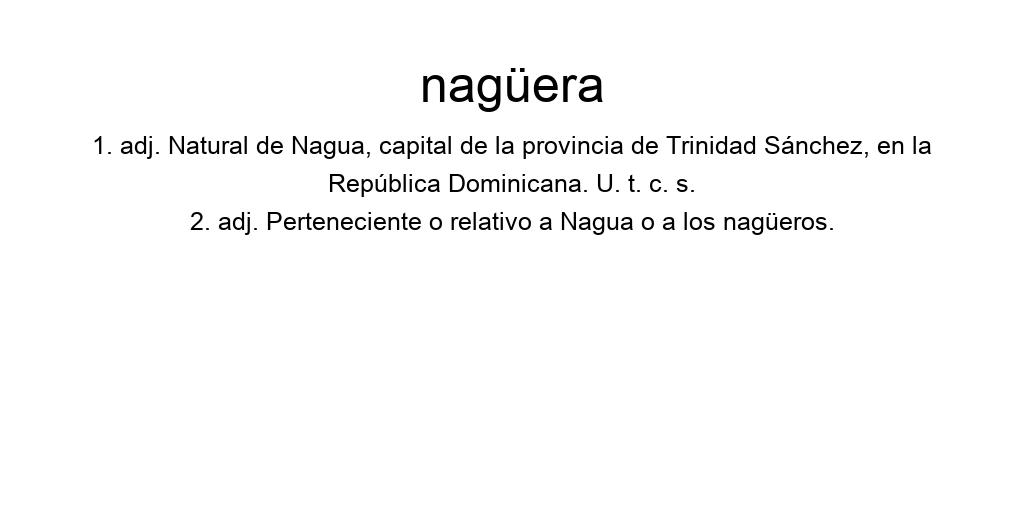 nagüera
1. adj. Natural de Nagua, capital de la provincia de Trinidad Sánchez, en la
República Dominicana. U. t. c. s.
2. adj. Perteneciente o relativo a Nagua o a los nagüeros.